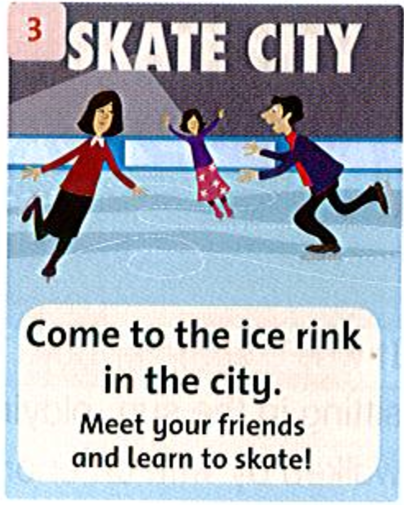 3
SKATE CITY
Come to the ice rink
in the city.
Meet your friends
and learn to skate!